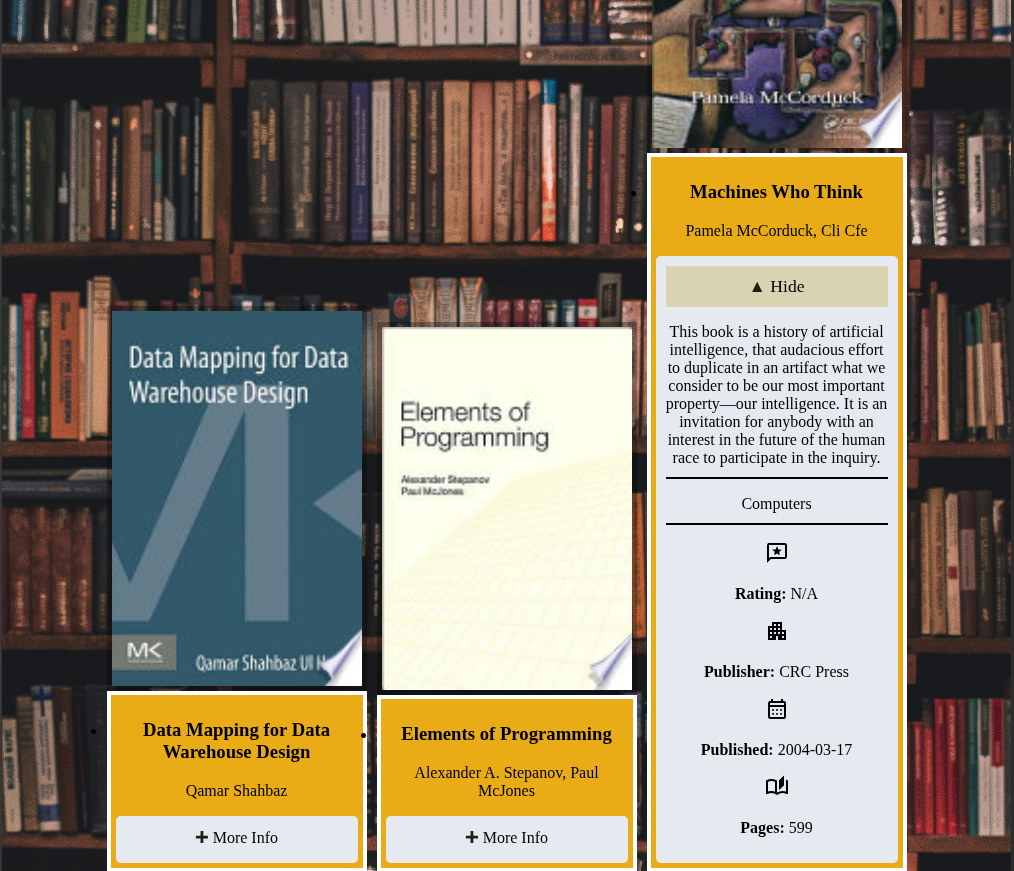 Data Mapping for Data
Warehouse Design
MK
Qamar Shahbaz Ul
Data Mapping for Data
Warehouse Design
Qamar Shahbaz
✚ More Info
Elements of
Programming
Alexander Stepanov
Paul McJones
Elements of Programming
Alexander A. Stepanov, Paul
McJones
✚ More Info
Pamela McCorduck
CRC Press
Machines Who Think
Pamela McCorduck, Cli Cfe
▲ Hide
This book is a history of artificial
intelligence, that audacious effort
to duplicate in an artifact what we
consider to be our most important
property—our intelligence. It is an
invitation for anybody with an
interest in the future of the human
race to participate in the inquiry.
Computers
Rating: N/A
Publisher: CRC Press
Published: 2004-03-17
Pages: 599